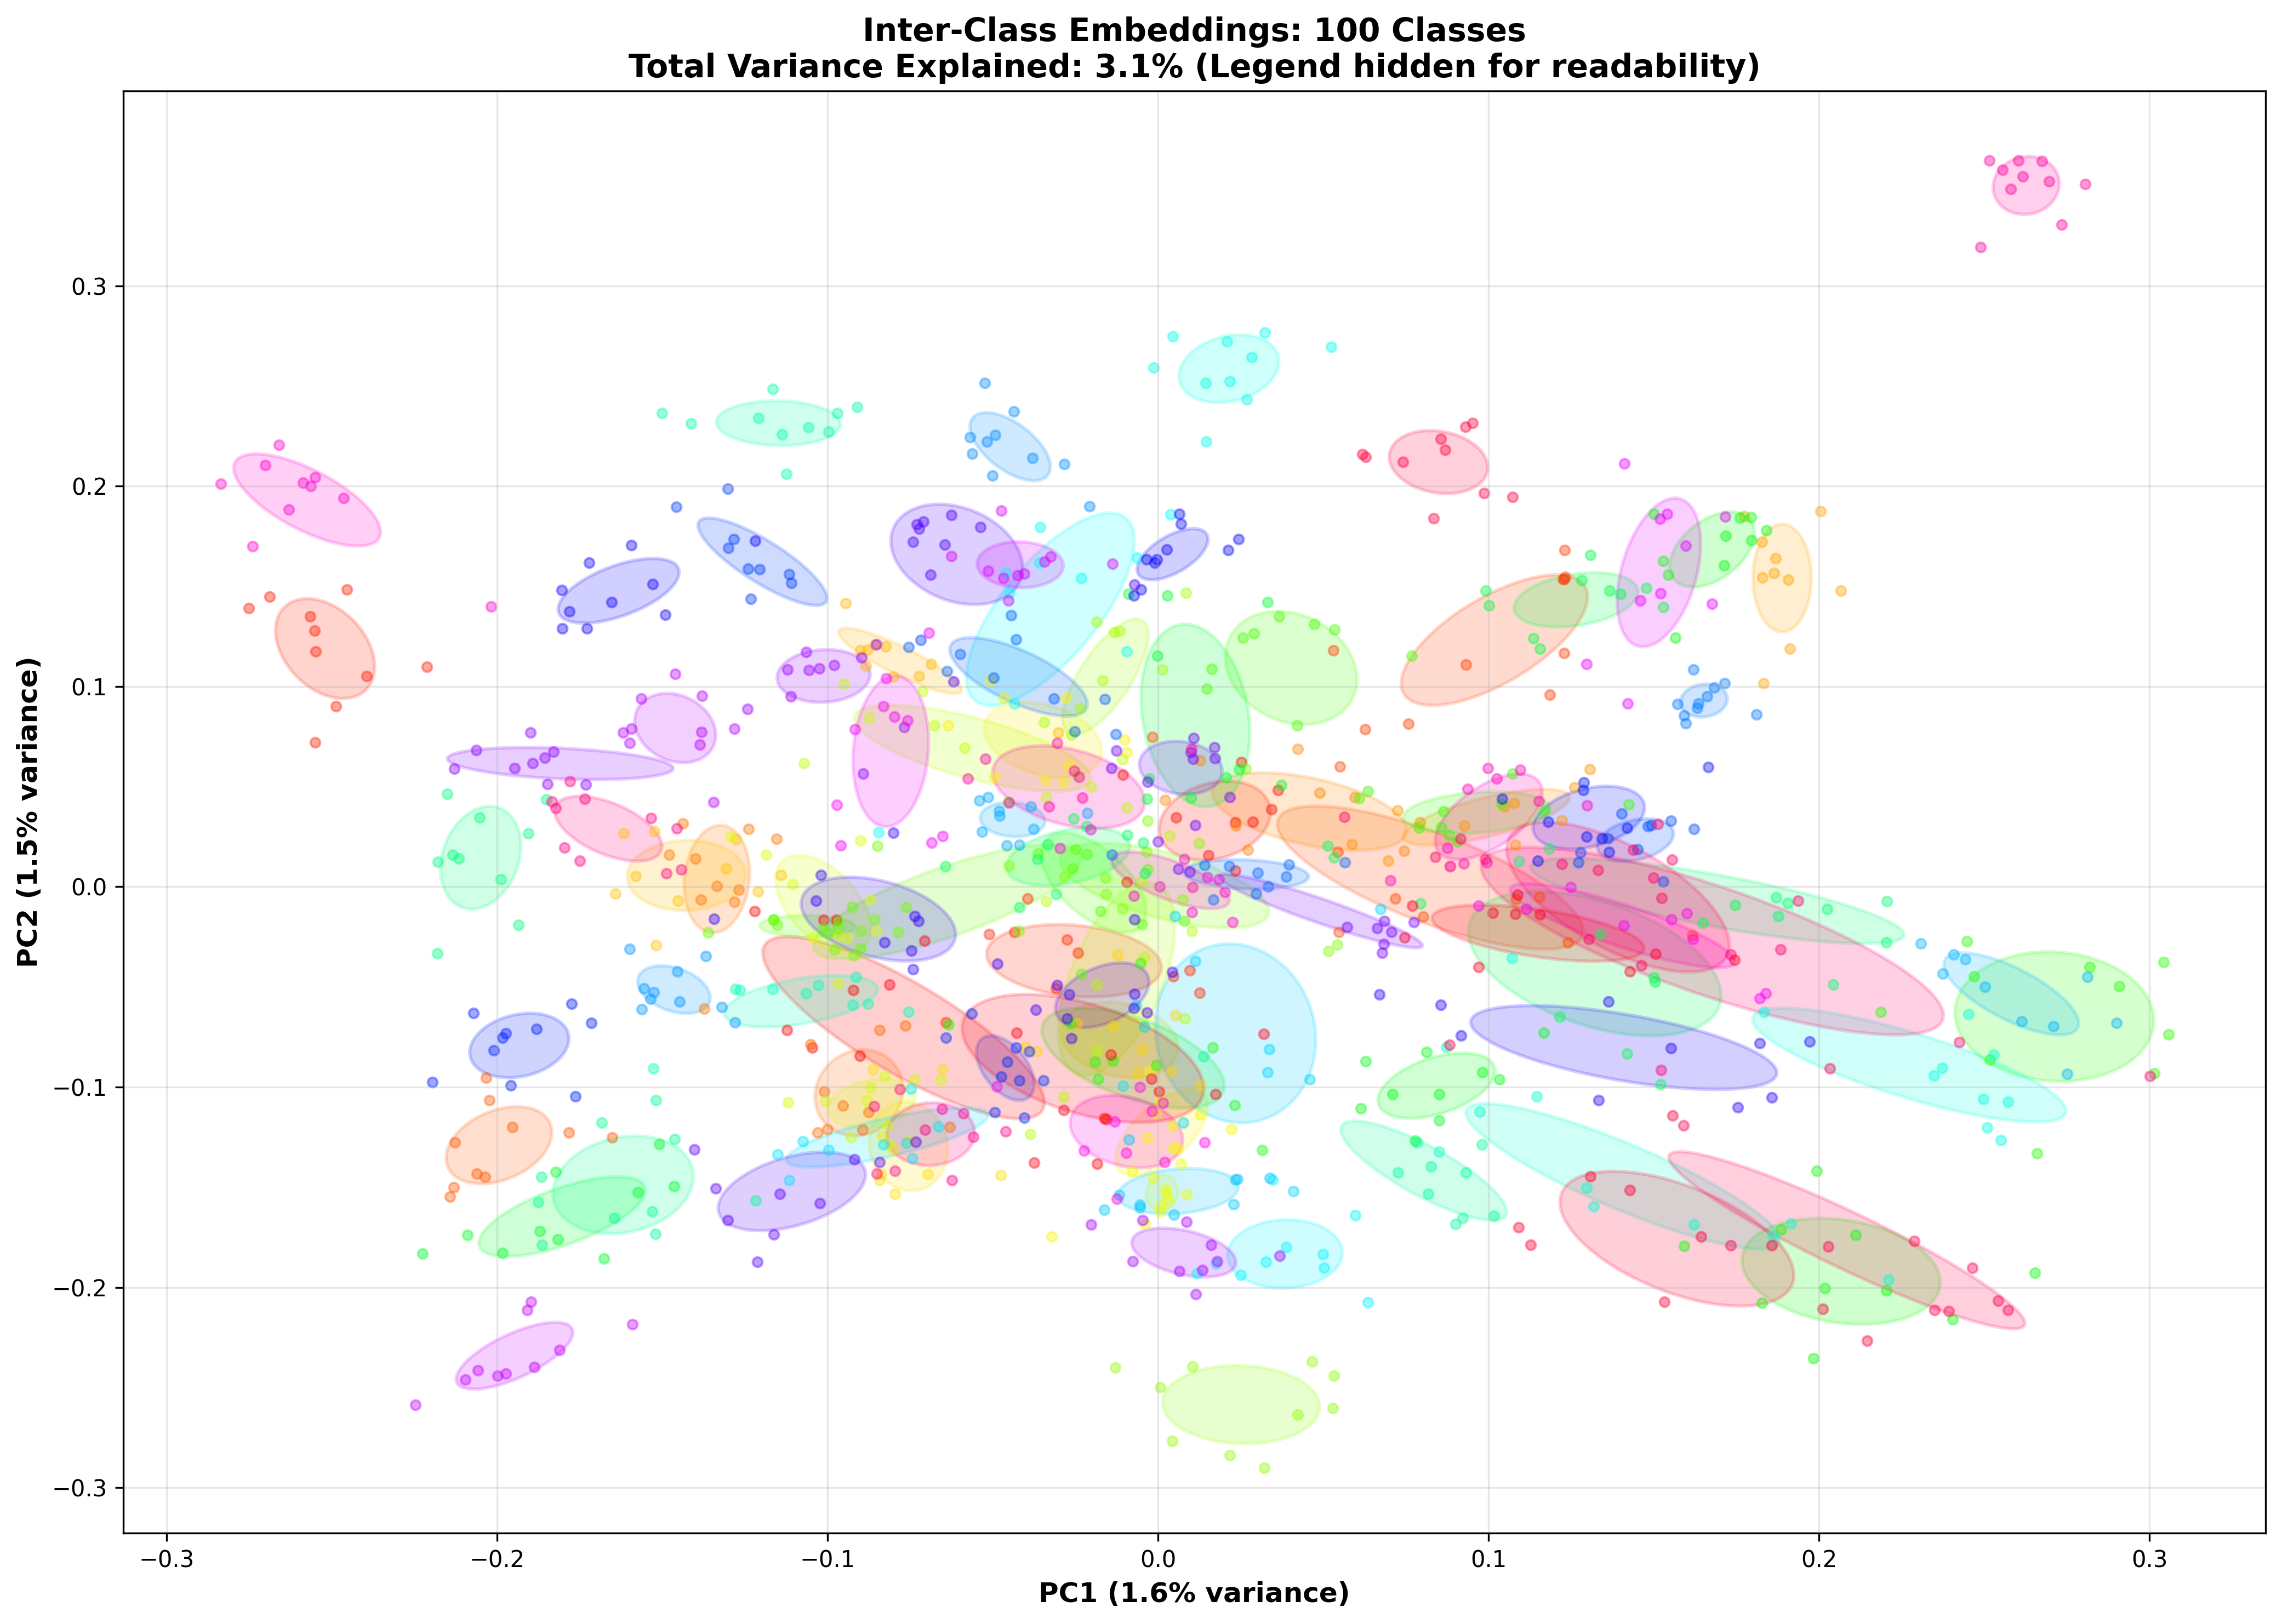 Inter-Class Embeddings: 100 Classes
Total Variance Explained: 3.1% (Legend hidden for readability)
0.3
0.2
0.1
0.0
−0.1
−0.2
−0.3
PC2 (1.5% variance)
−0.3 −0.2 −0.1 0.0 0.1 0.2 0.3
PC1 (1.6% variance)